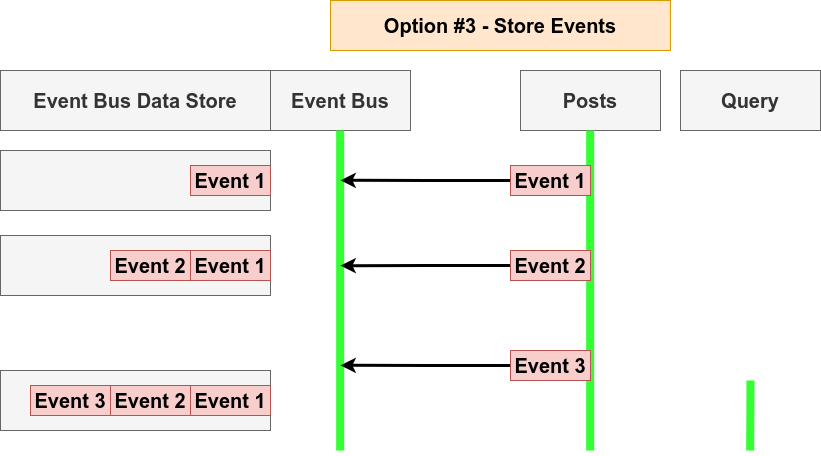 Option #3 - Store Events
Event Bus Data Store
Event Bus
Posts
Query
Event 1
Event 1
Event 2
Event 1
Event 2
Event 3
Event 3
Event 2
Event 1